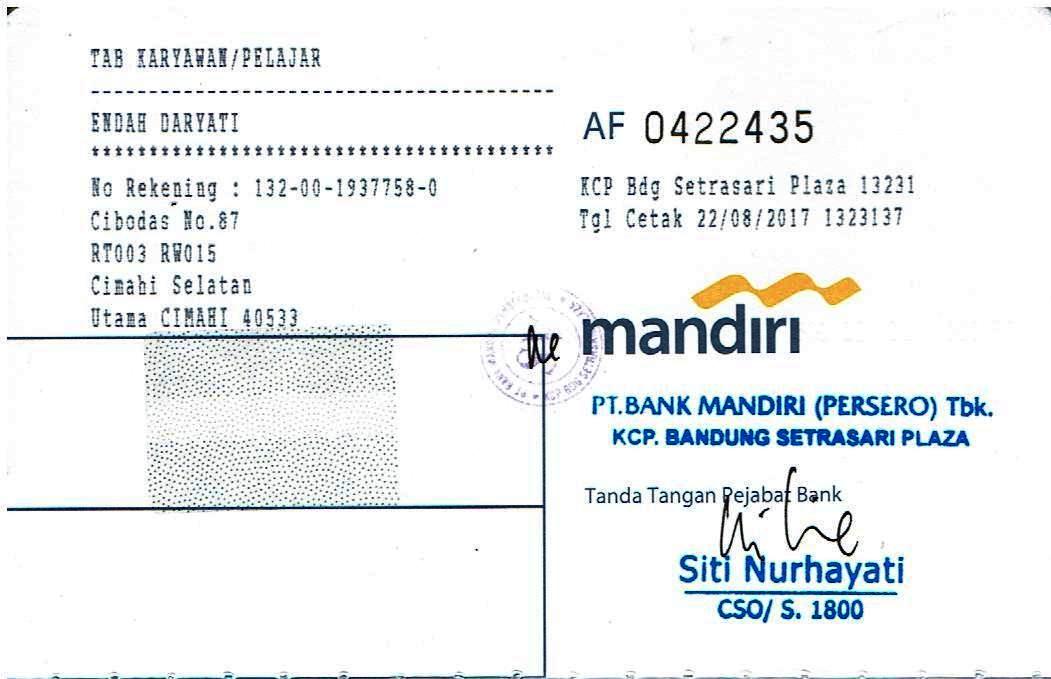 TAB KARYAWAN/PELAJAR
----------------------------------------
ENDAH DARYATI
****************************************
No Rekening : 132-00-1937758-0
Cibodas No.87
RT003 RW015
Cimahi Selatan
Utama CIMAHI 40533
AF 0422435
KCP Bdg Setrasari Plaza 13231
Tgl Cetak 22/08/2017 1323137
mandiri
PT.BANK MANDIRI (PERSERO) Tbk.
KCP. BANDUNG SETRASARI PLAZA
Tanda Tangan Pejabat Bank
Siti Nurhayati
CSO/ S. 1800